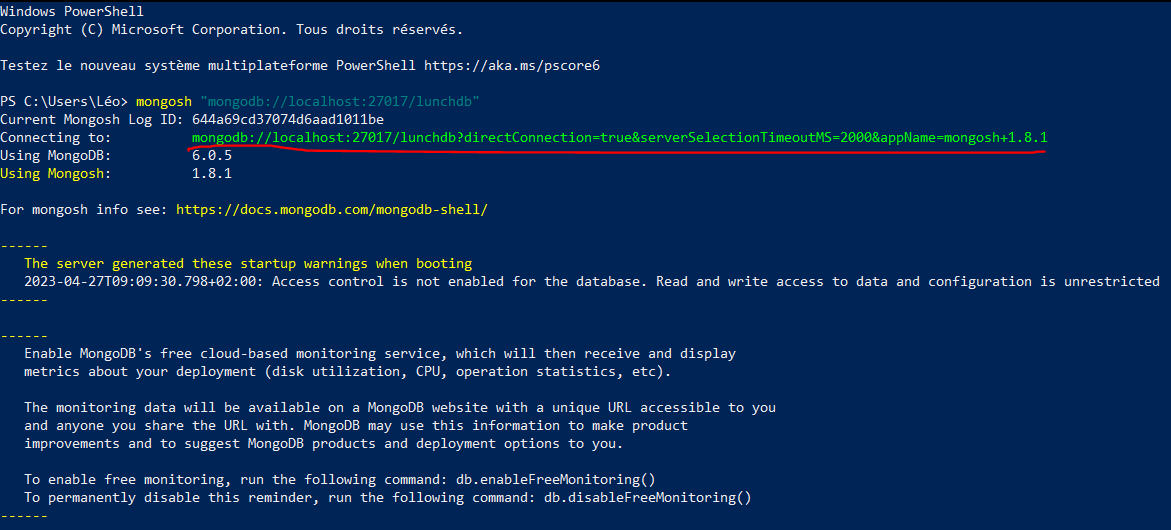 Windows PowerShell
Copyright (C) Microsoft Corporation. Tous droits réservés.
Testez le nouveau système multiplateforme PowerShell https://aka.ms/pscore6
PS C:\Users\Léo> mongosh "mongodb://localhost:27017/lunchdb"
Current Mongosh Log ID: 644a69cd37074d6aad1011be
Connecting to: mongodb://localhost:27017/lunchdb?directConnection=true&serverSelectionTimeoutMS=2000&appName=mongosh+1.8.1
Using MongoDB: 6.0.5
Using Mongosh: 1.8.1
For mongosh info see: https://docs.mongodb.com/mongodb-shell/
------
The server generated these startup warnings when booting
2023-04-27T09:09:30.798+02:00: Access control is not enabled for the database. Read and write access to data and configuration is unrestricted
------
------
Enable MongoDB's free cloud-based monitoring service, which will then receive and display
metrics about your deployment (disk utilization, CPU, operation statistics, etc).
The monitoring data will be available on a MongoDB website with a unique URL accessible to you
and anyone you share the URL with. MongoDB may use this information to make product
improvements and to suggest MongoDB products and deployment options to you.
To enable free monitoring, run the following command: db.enableFreeMonitoring()
To permanently disable this reminder, run the following command: db.disableFreeMonitoring()
------